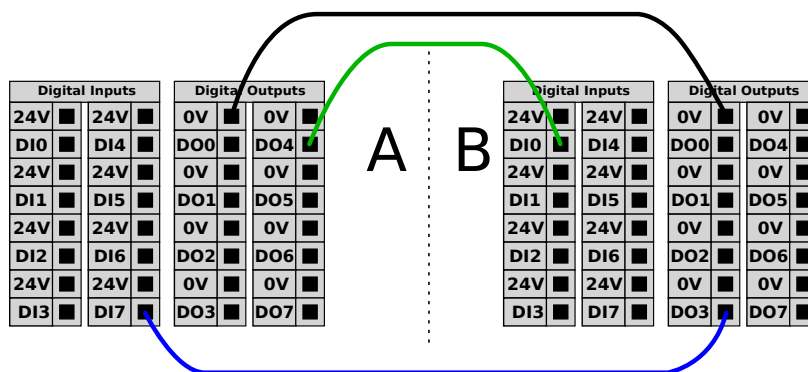 Digital Inputs Digital Outputs Digital Inputs Digital Outputs
24V 24V 0V 0V 24V 24V 0V 0V
DI0 DI4 DO0 DO4 A B DI0 DI4 DO0 DO4
24V 24V 0V 0V 24V 24V 0V 0V
DI1 DI5 DO1 DO5 DI1 DI5 DO1 DO5
24V 24V 0V 0V 24V 24V 0V 0V
DI2 DI6 DO2 DO6 DI2 DI6 DO2 DO6
24V 24V 0V 0V 24V 24V 0V 0V
DI3 DI7 DO3 DO7 DI3 DI7 DO3 DO7